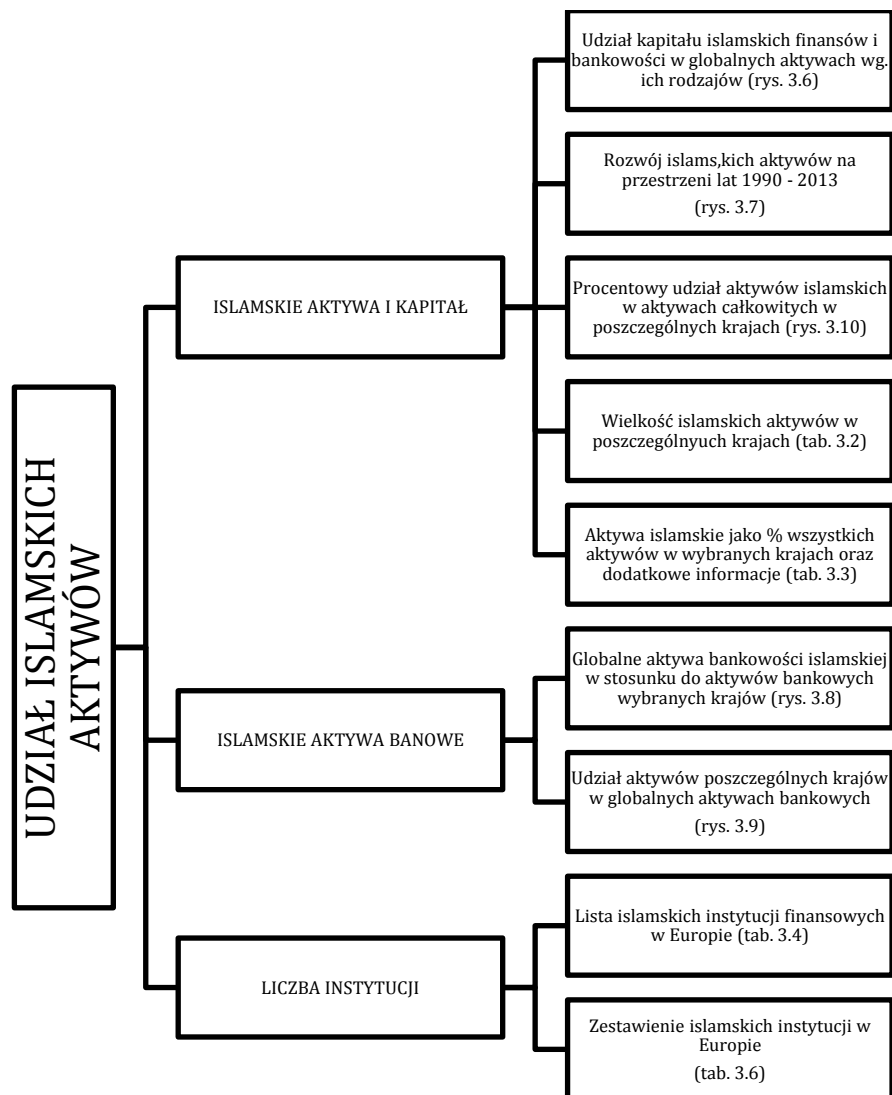 UDZIAŁ ISLAMSKICH
AKTYWÓW
ISLAMSKIE AKTYWA I KAPITAŁ
Udział kapitału islamskich finansów i
bankowości w globalnych aktywach wg.
ich rodzajów (rys. 3.6)
Rozwój islams,kich aktywów na
przestrzeni lat 1990 - 2013
(rys. 3.7)
Procentowy udział aktywów islamskich
w aktywach całkowitych w
poszczególnych krajach (rys. 3.10)
Wielkość islamskich aktywów w
poszczególnyuch krajach (tab. 3.2)
Aktywa islamskie jako % wszystkich
aktywów w wybranych krajach oraz
dodatkowe informacje (tab. 3.3)
ISLAMSKIE AKTYWA BANOWE
Globalne aktywa bankowości islamskiej
w stosunku do aktywów bankowych
wybranych krajów (rys. 3.8)
Udział aktywów poszczególnych krajów
w globalnych aktywach bankowych
(rys. 3.9)
LICZBA INSTYTUCJI
Lista islamskich instytucji finansowych
w Europie (tab. 3.4)
Zestawienie islamskich instytucji w
Europie
(tab. 3.6)